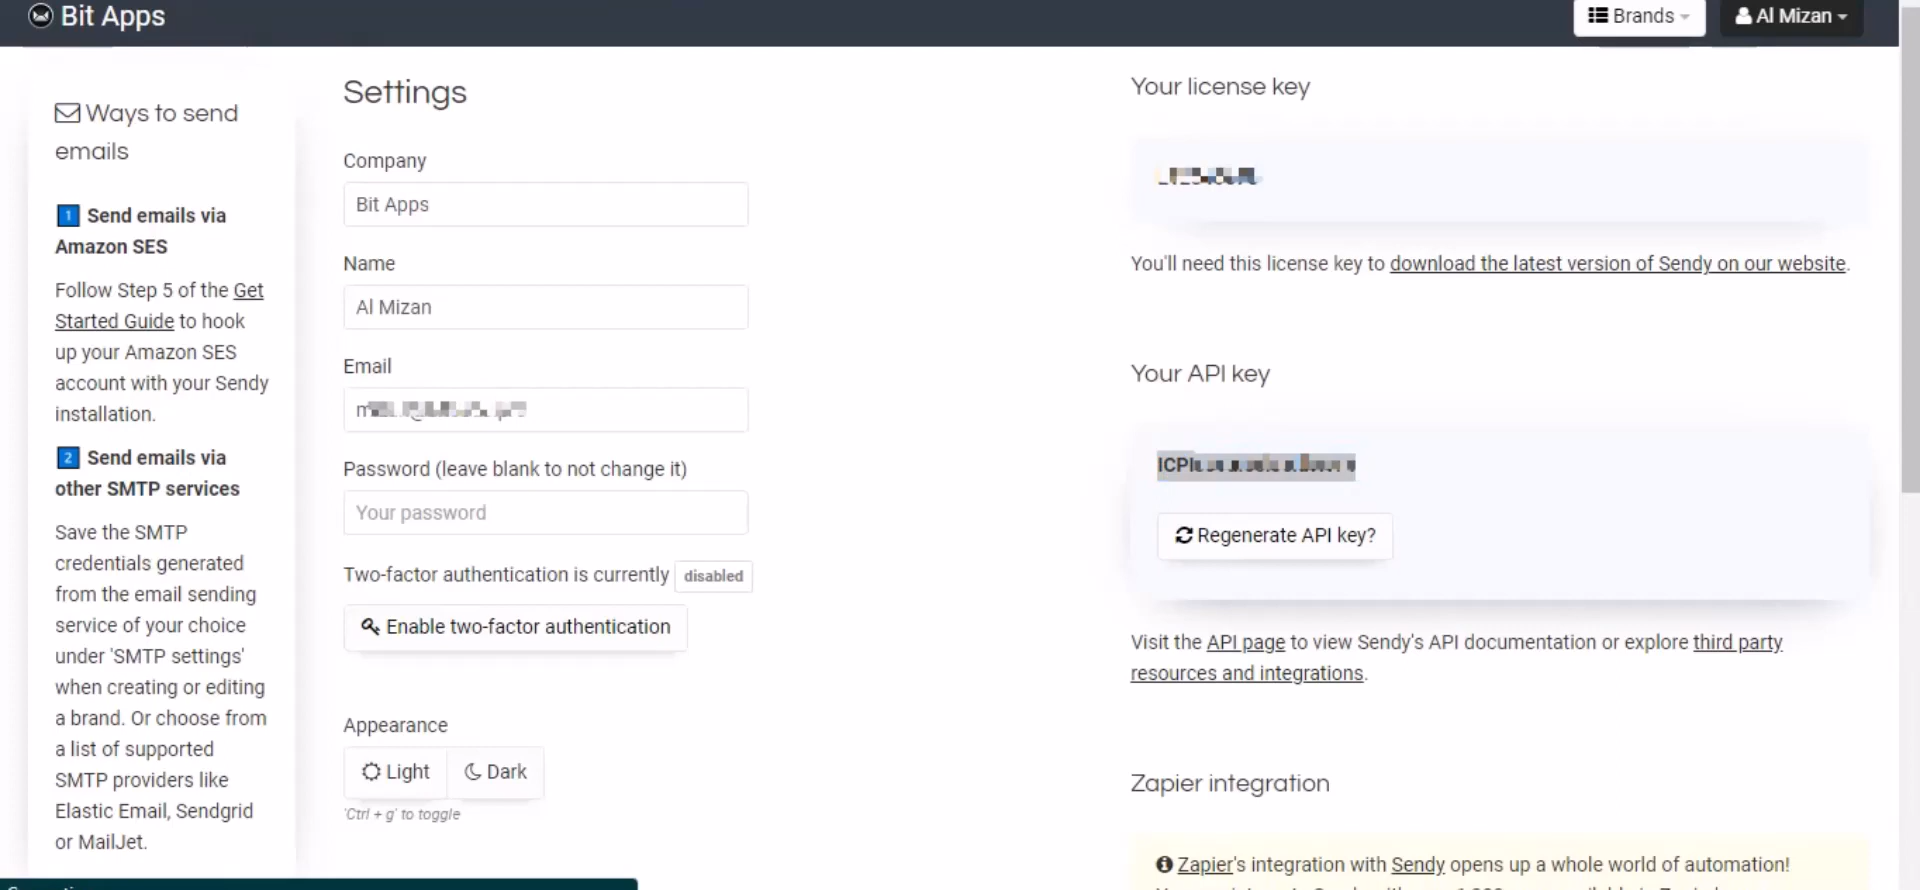 Bit Apps
Brands
Al Mizan
Ways to send
emails
1 Send emails via
Amazon SES
Follow Step 5 of the Get
Started Guide to hook
up your Amazon SES
account with your Sendy
installation.
2 Send emails via
other SMTP services
Save the SMTP
credentials generated
from the email sending
service of your choice
under 'SMTP settings'
when creating or editing
a brand. Or choose from
a list of supported
SMTP providers like
Elastic Email, Sendgrid
or MailJet.
Settings
Company
Bit Apps
Name
Al Mizan
Email
Password (leave blank to not change it)
Your password
Two-factor authentication is currently disabled
Enable two-factor authentication
Appearance
Light Dark
'Ctrl + g' to toggle
Your license key
You'll need this license key to download the latest version of Sendy on our website.
Your API key
Regenerate API key?
Visit the API page to view Sendy's API documentation or explore third party
resources and integrations.
Zapier integration
Zapier's integration with Sendy opens up a whole world of automation!